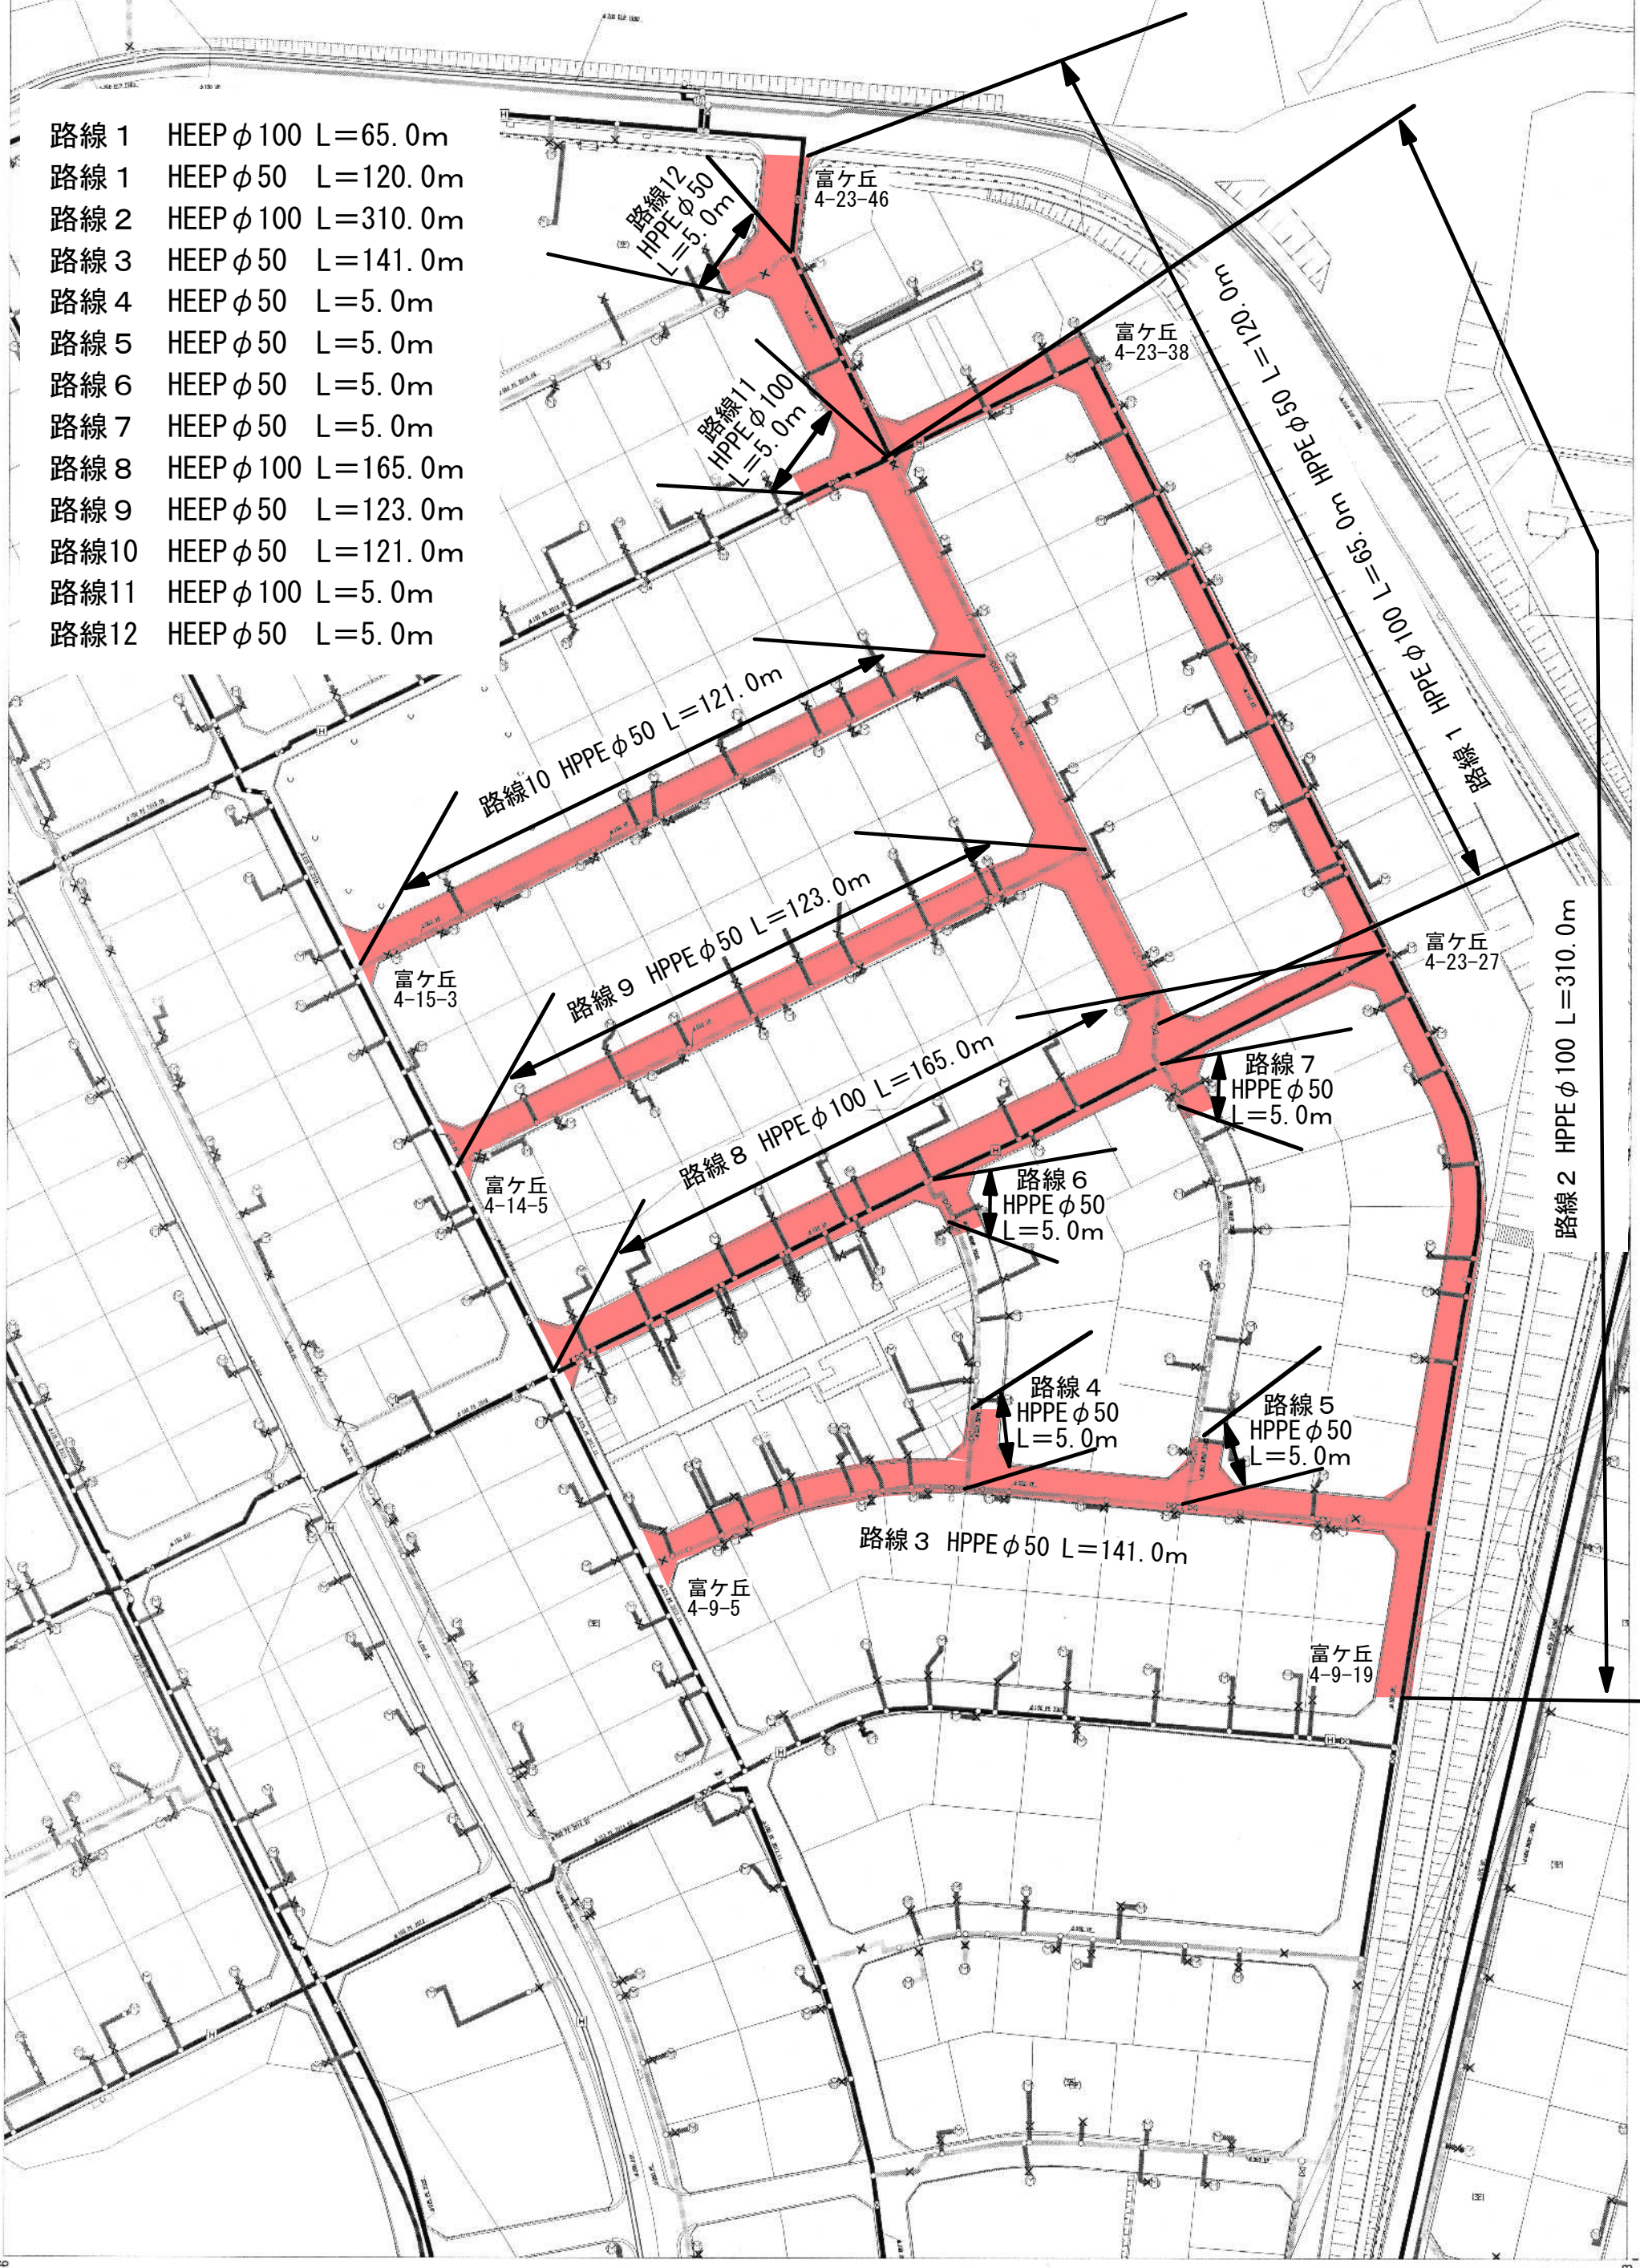 路線1 HEEPφ100 L=65.0m
路線1 HEEPφ50 L=120.0m
路線2 HEEPφ100 L=310.0m
路線3 HEEPφ50 L=141.0m
路線4 HEEPφ50 L=5.0m
路線5 HEEPφ50 L=5.0m
路線6 HEEPφ50 L=5.0m
路線7 HEEPφ50 L=5.0m
路線8 HEEPφ100 L=165.0m
路線9 HEEPφ50 L=123.0m
路線10 HEEPφ50 L=121.0m
路線11 HEEPφ100 L=5.0m
路線12 HEEPφ50 L=5.0m
路線12
HPPEφ50
L=5.0m
富ケ丘
4-23-46
富ケ丘
4-23-38
路線11
HPPEφ100
L=5.0m
路線1 HPPEφ100 L=65.0m HPPEφ50 L=120.0m
路線10 HPPEφ50 L=121.0m
富ケ丘
4-15-3
路線9 HPPEφ50 L=123.0m
富ケ丘
4-23-27
路線2 HPPEφ100 L=310.0m
富ケ丘
4-14-5
路線8 HPPEφ100 L=165.0m
路線7
HPPEφ50
L=5.0m
路線6
HPPEφ50
L=5.0m
路線4
HPPEφ50
L=5.0m
路線5
HPPEφ50
L=5.0m
路線3 HPPEφ50 L=141.0m
富ケ丘
4-9-5
富ケ丘
4-9-19